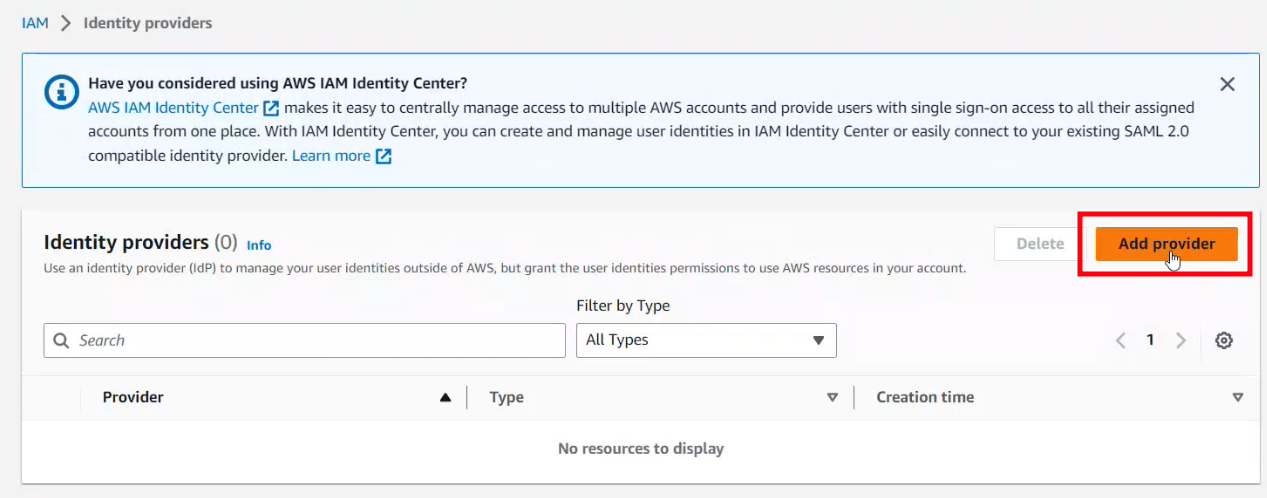 IAM > Identity providers
Have you considered using AWS IAM Identity Center?
AWS IAM Identity Center makes it easy to centrally manage access to multiple AWS accounts and provide users with single sign-on access to all their assigned
accounts from one place. With IAM Identity Center, you can create and manage user identities in IAM Identity Center or easily connect to your existing SAML 2.0
compatible identity provider. Learn more
Identity providers (0) Info
Delete
Add provider
Use an identity provider (IdP) to manage your user identities outside of AWS, but grant the user identities permissions to use AWS resources in your account.
Filter by Type
Search
All Types
1
Provider Type Creation time
No resources to display